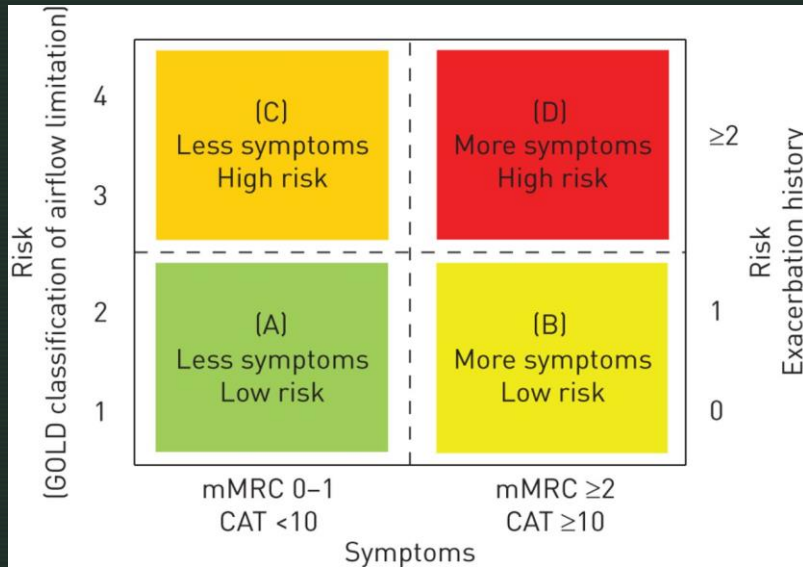 Risk
(GOLD classification of airflow limitation)
4
3
2
1
(C)
Less symptoms
High risk
(D)
More symptoms
High risk
(A)
Less symptoms
Low risk
(B)
More symptoms
Low risk
≥2
1
0
Risk
Exacerbation history
mMRC 0–1
CAT <10
mMRC ≥2
CAT ≥10
Symptoms